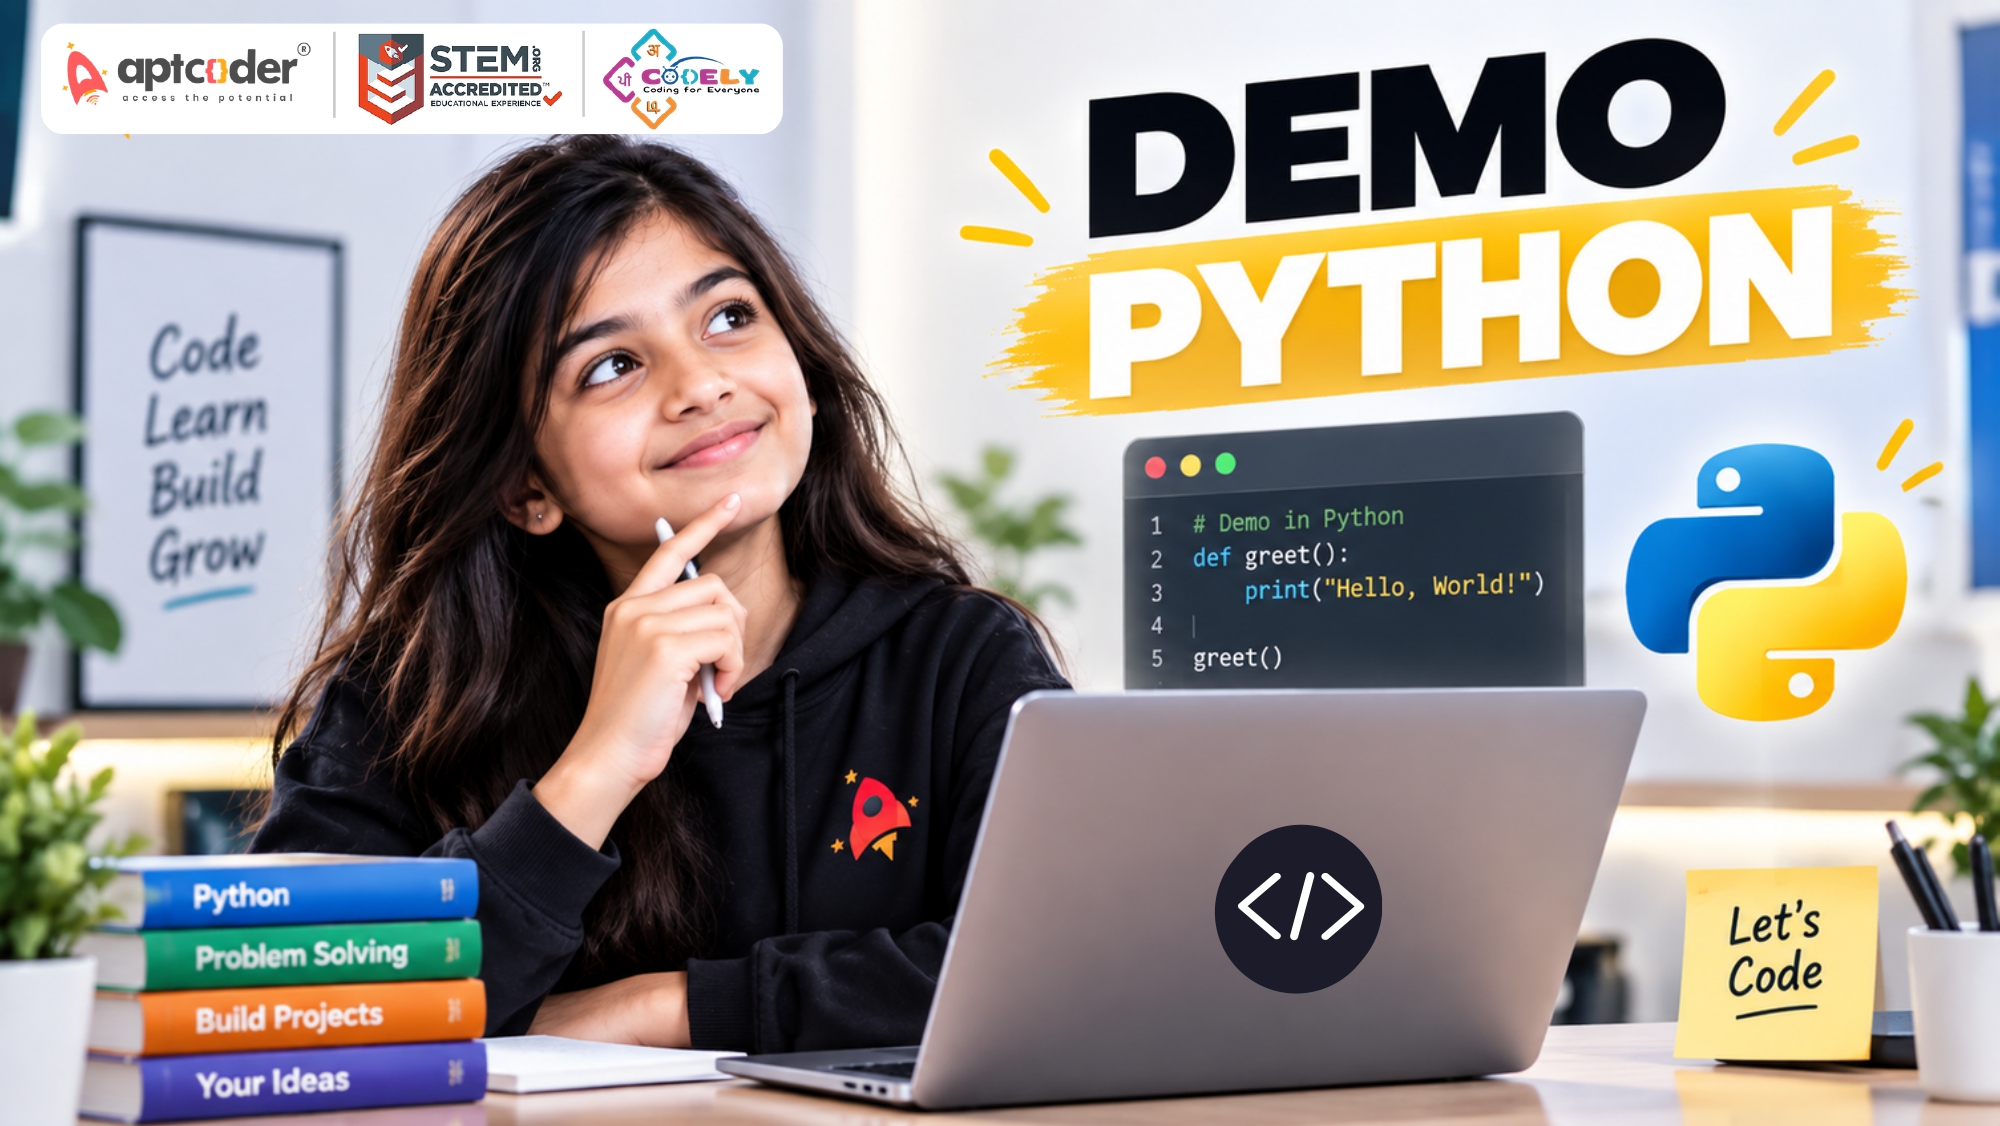 aptcoder®
access the potential
STEM.ORG
ACCREDITED™
EDUCATIONAL EXPERIENCE
अ
पी
CODELY
Coding for Everyone
DEMO
PYTHON
Code
Learn
Build
Grow
1 # Demo in Python
2 def greet():
3 print("Hello, World!")
4
5 greet()
</>
Python
Problem Solving
Build Projects
Your Ideas
Let's
Code